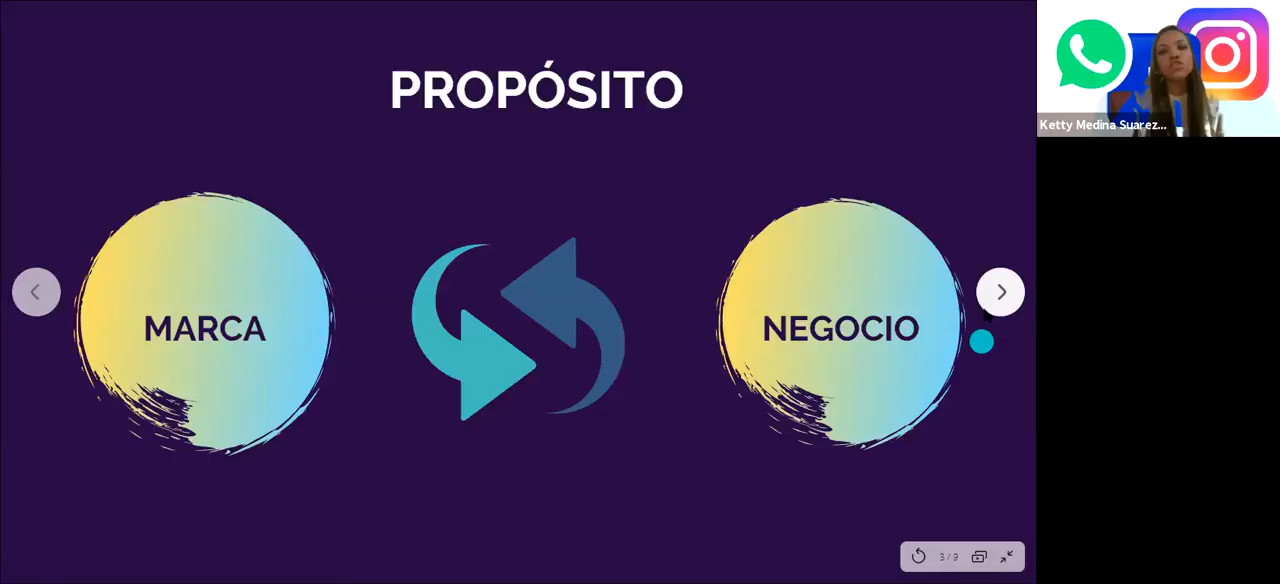 PROPÓSITO
MARCA
NEGOCIO
Ketty Medina Suarez...
3 / 9